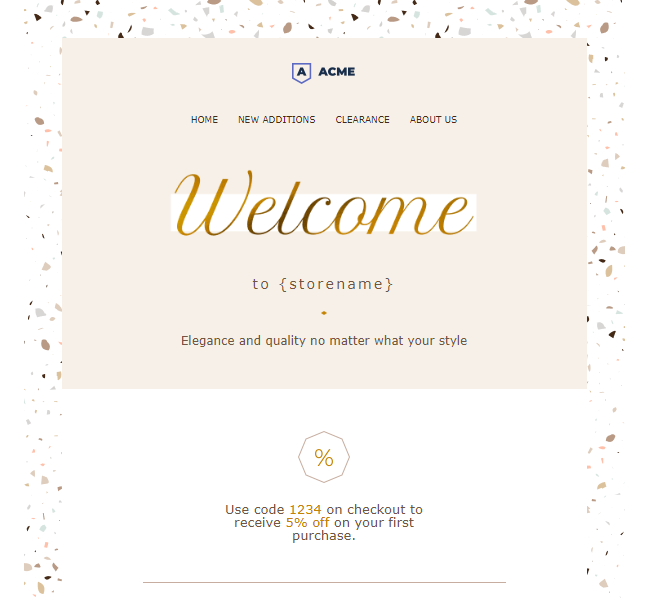 A ACME
HOME NEW ADDITIONS CLEARANCE ABOUT US
Welcome
to {storename}
Elegance and quality no matter what your style
%
Use code 1234 on checkout to
receive 5% off on your first
purchase.